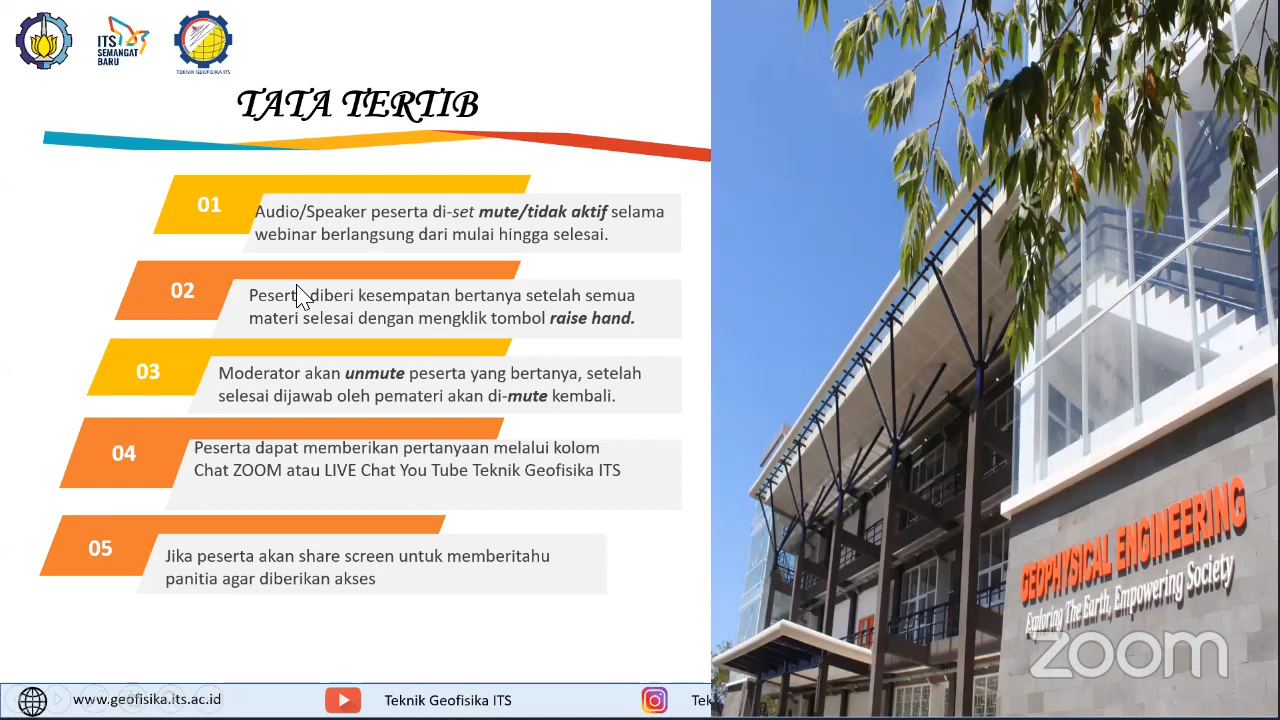 ITS
SEMANGAT
BARU
TEKNIK GEOFISIKA ITS
TATA TERTIB
01
Audio/Speaker peserta di-set mute/tidak aktif selama
webinar berlangsung dari mulai hingga selesai.
02
Peserta diberi kesempatan bertanya setelah semua
materi selesai dengan mengklik tombol raise hand.
03
Moderator akan unmute peserta yang bertanya, setelah
selesai dijawab oleh pemateri akan di-mute kembali.
04
Peserta dapat memberikan pertanyaan melalui kolom
Chat ZOOM atau LIVE Chat You Tube Teknik Geofisika ITS
05
Jika peserta akan share screen untuk memberitahu
panitia agar diberikan akses
GEOPHYSICAL ENGINEERING
Exploring The Earth, Empowering Society
zoom
www.geofisika.its.ac.id
Teknik Geofisika ITS
Tek